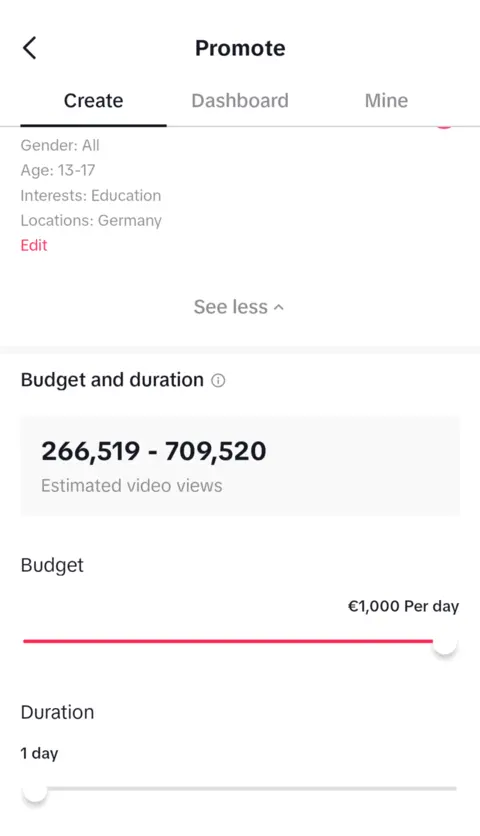 Promote
Create Dashboard Mine
Gender: All
Age: 13-17
Interests: Education
Locations: Germany
Edit
See less
Budget and duration
266,519 - 709,520
Estimated video views
Budget
€1,000 Per day
Duration
1 day